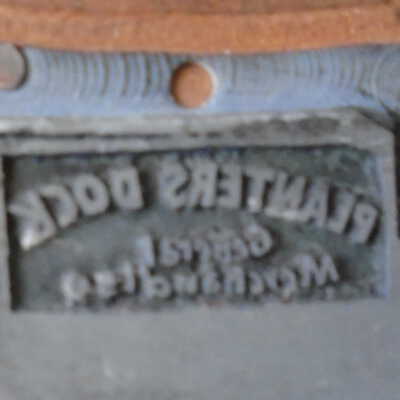 PLANTERS DOCK
General
Merchandise